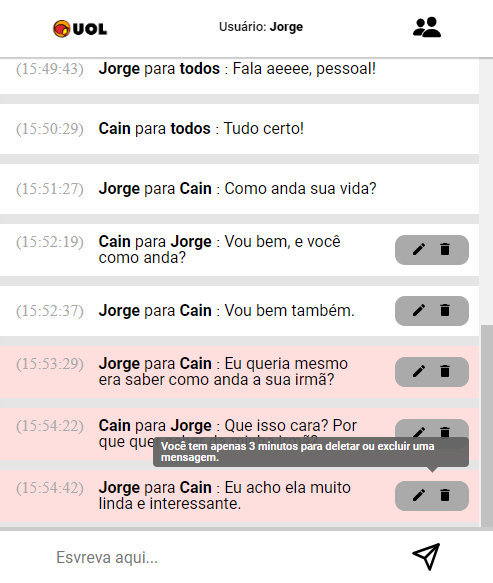 UOL
Usuário: Jorge
(15:49:43) Jorge para todos : Fala aeeee, pessoal!
(15:50:29) Cain para todos : Tudo certo!
(15:51:27) Jorge para Cain : Como anda sua vida?
(15:52:19) Cain para Jorge : Vou bem, e você
como anda?
(15:52:37) Jorge para Cain : Vou bem também.
(15:53:29) Jorge para Cain : Eu queria mesmo
era saber como anda a sua irmã?
(15:54:22) Cain para Jorge : Que isso cara? Por
que quer
Você tem apenas 3 minutos para deletar ou excluir uma
mensagem.
(15:54:42) Jorge para Cain : Eu acho ela muito
linda e interessante.
Esvreva aqui...